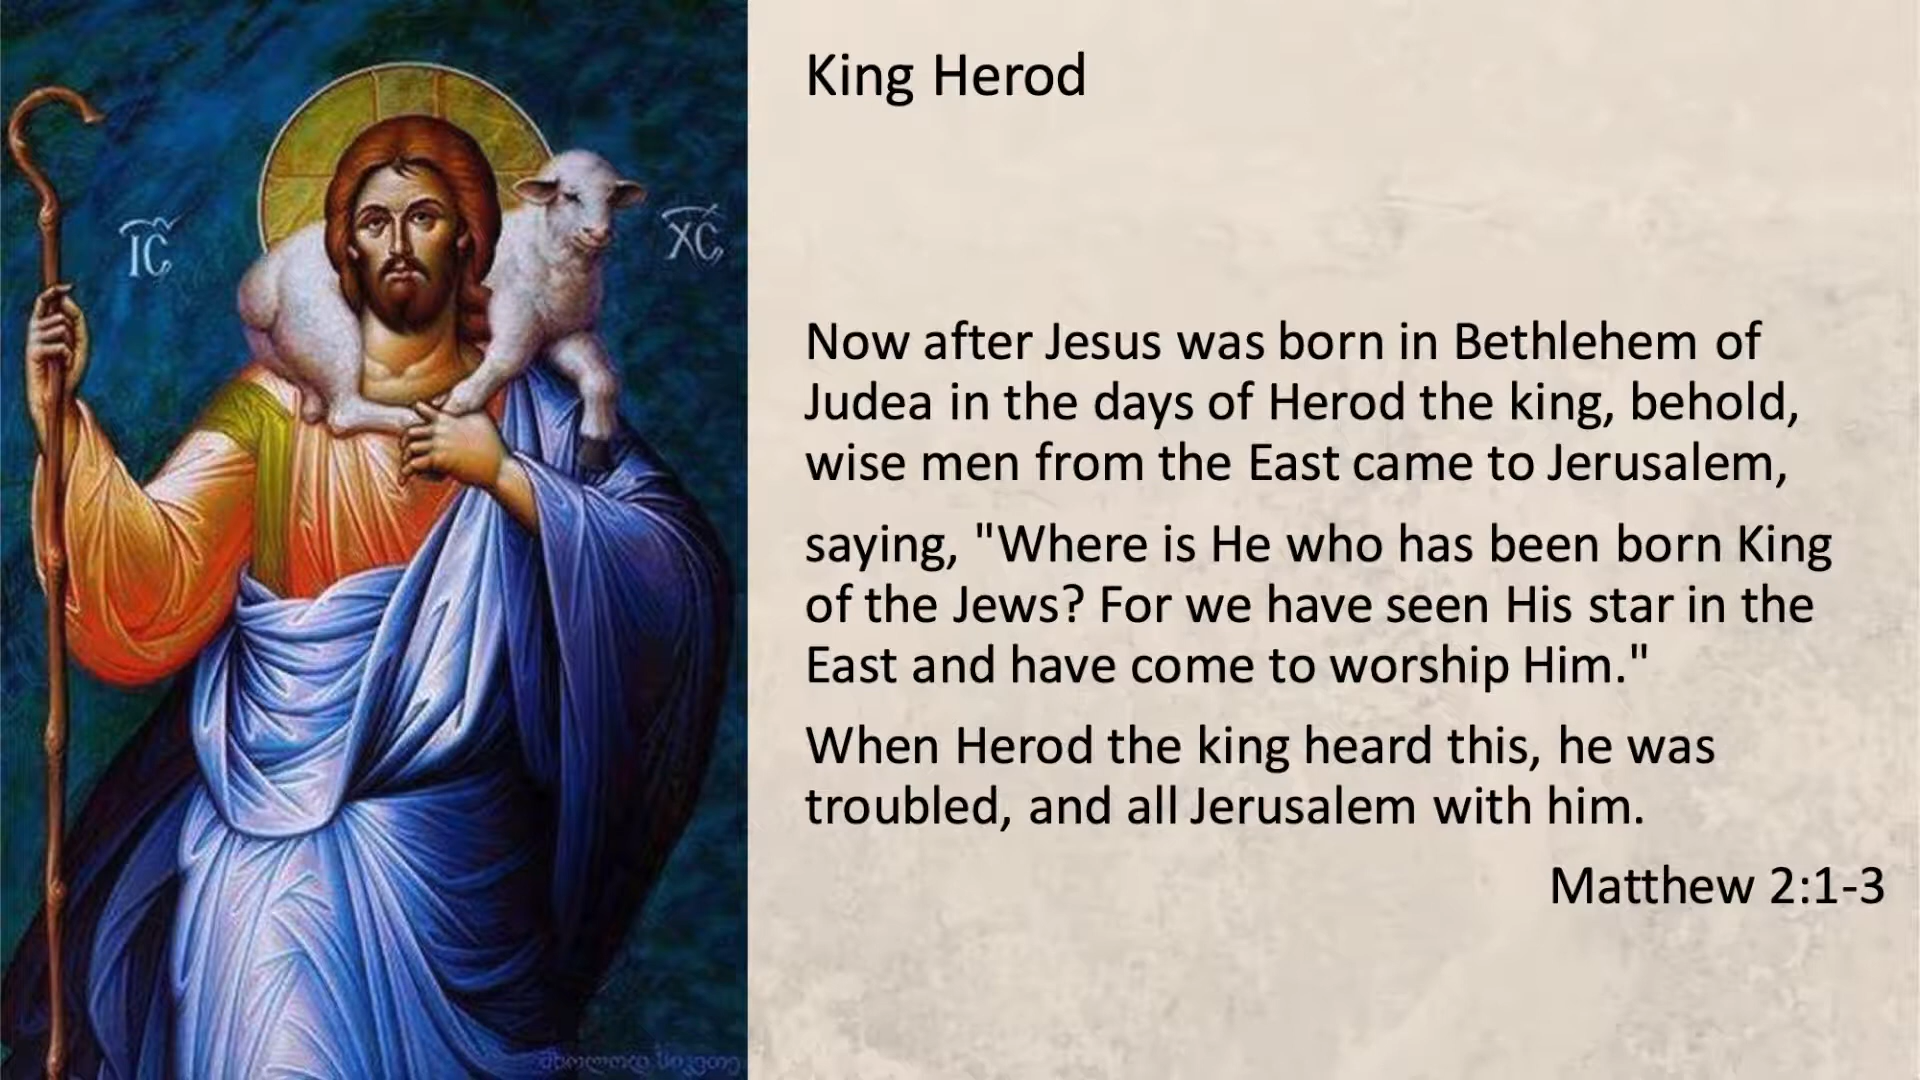 King Herod
IC
XC
Now after Jesus was born in Bethlehem of
Judea in the days of Herod the king, behold,
wise men from the East came to Jerusalem,
saying, "Where is He who has been born King
of the Jews? For we have seen His star in the
East and have come to worship Him."
When Herod the king heard this, he was
troubled, and all Jerusalem with him.
Matthew 2:1-3